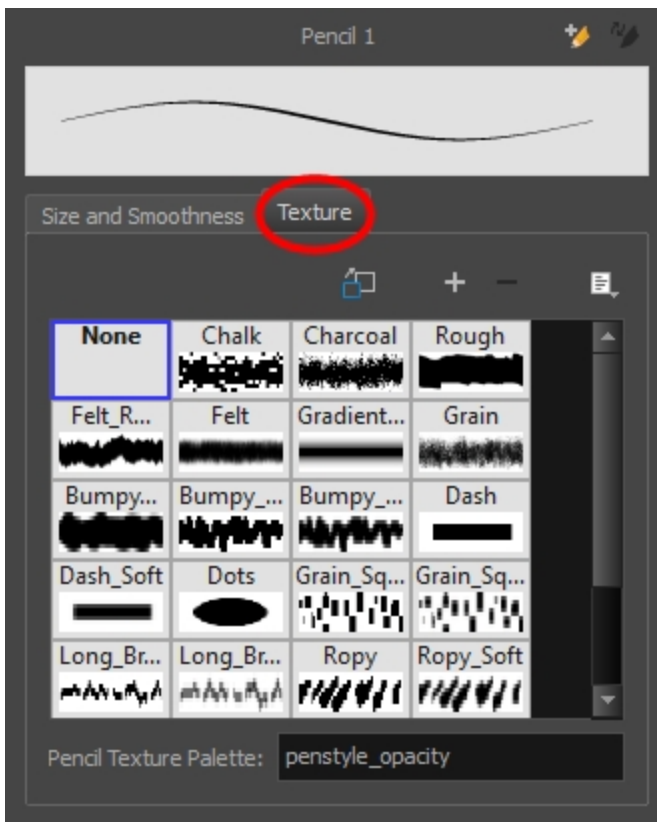 Pencil 1
Size and Smoothness Texture
None Chalk Charcoal Rough
Felt_R... Felt Gradient... Grain
Bumpy... Bumpy_... Bumpy_... Dash
Dash_Soft Dots Grain_Sq... Grain_Sq...
Long_Br... Long_Br... Ropy Ropy_Soft
Pencil Texture Palette: penstyle_opacity